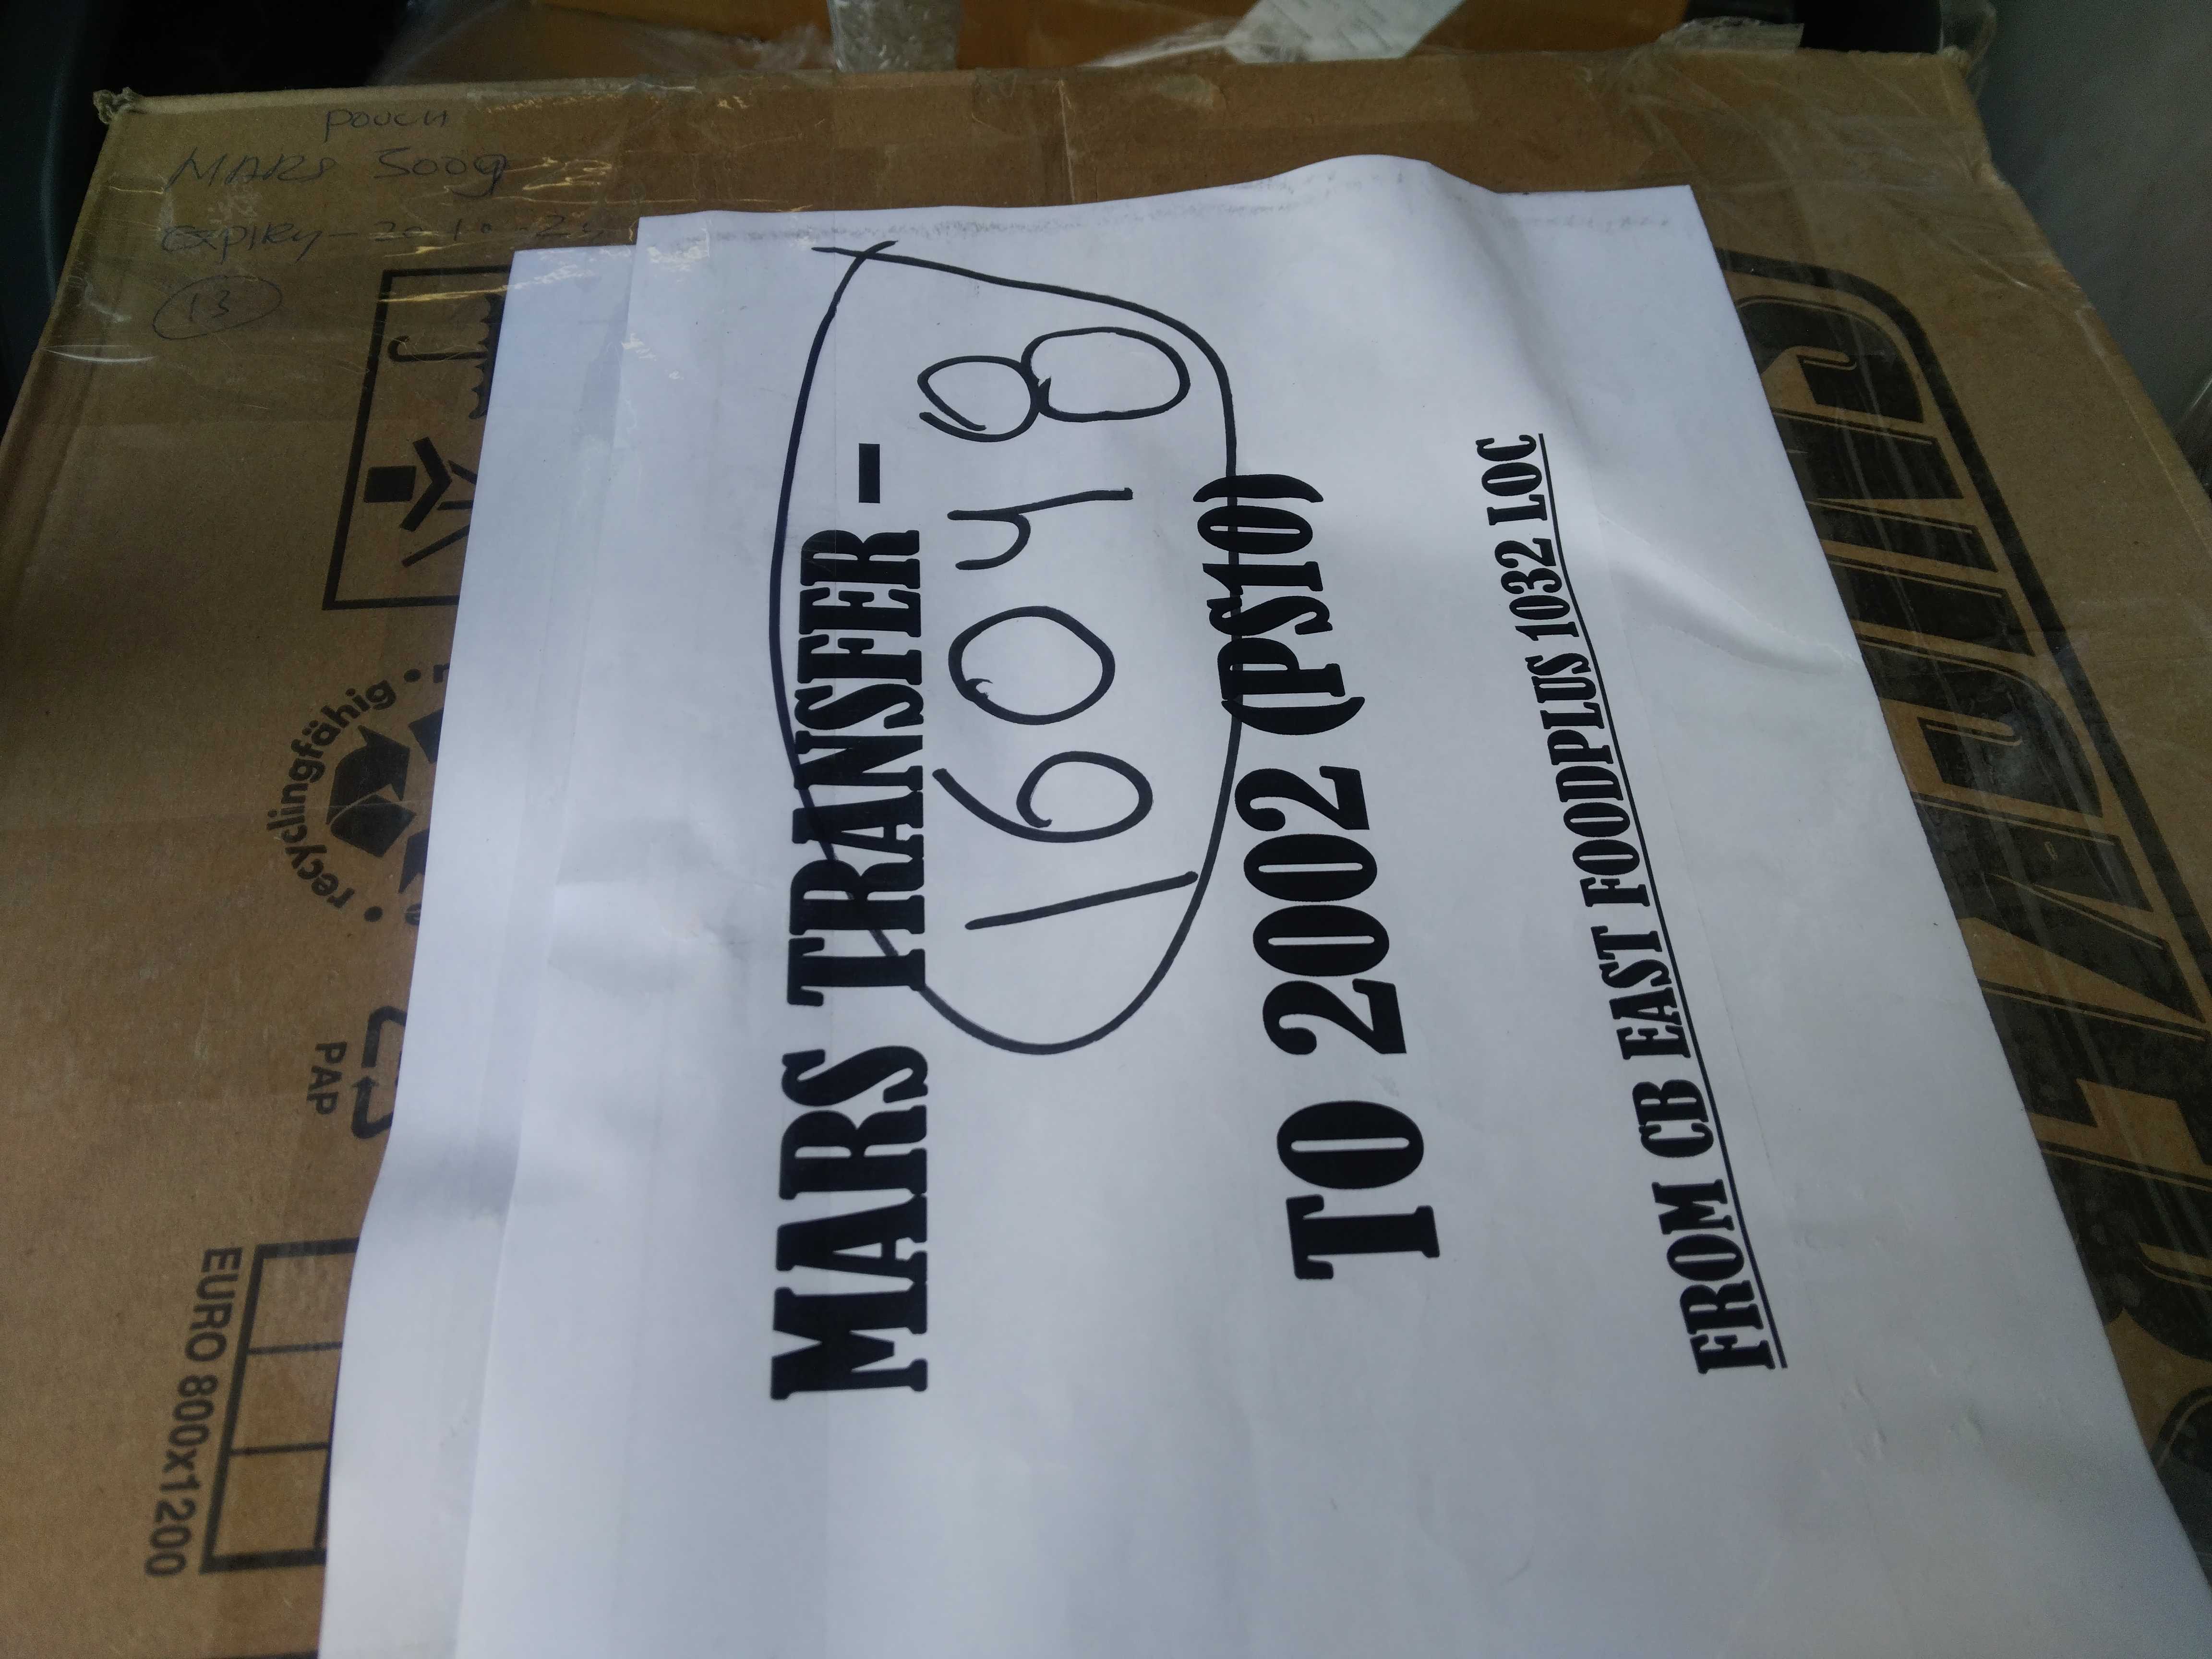 MARS TRANSFER –
16048
TO 2002 (PS10)
FROM CB EAST FOODPLUS 1032 LOC
POUCH
MARS 500g
expiry-
13
recyclingfähig
PAP
EURO 800x1200